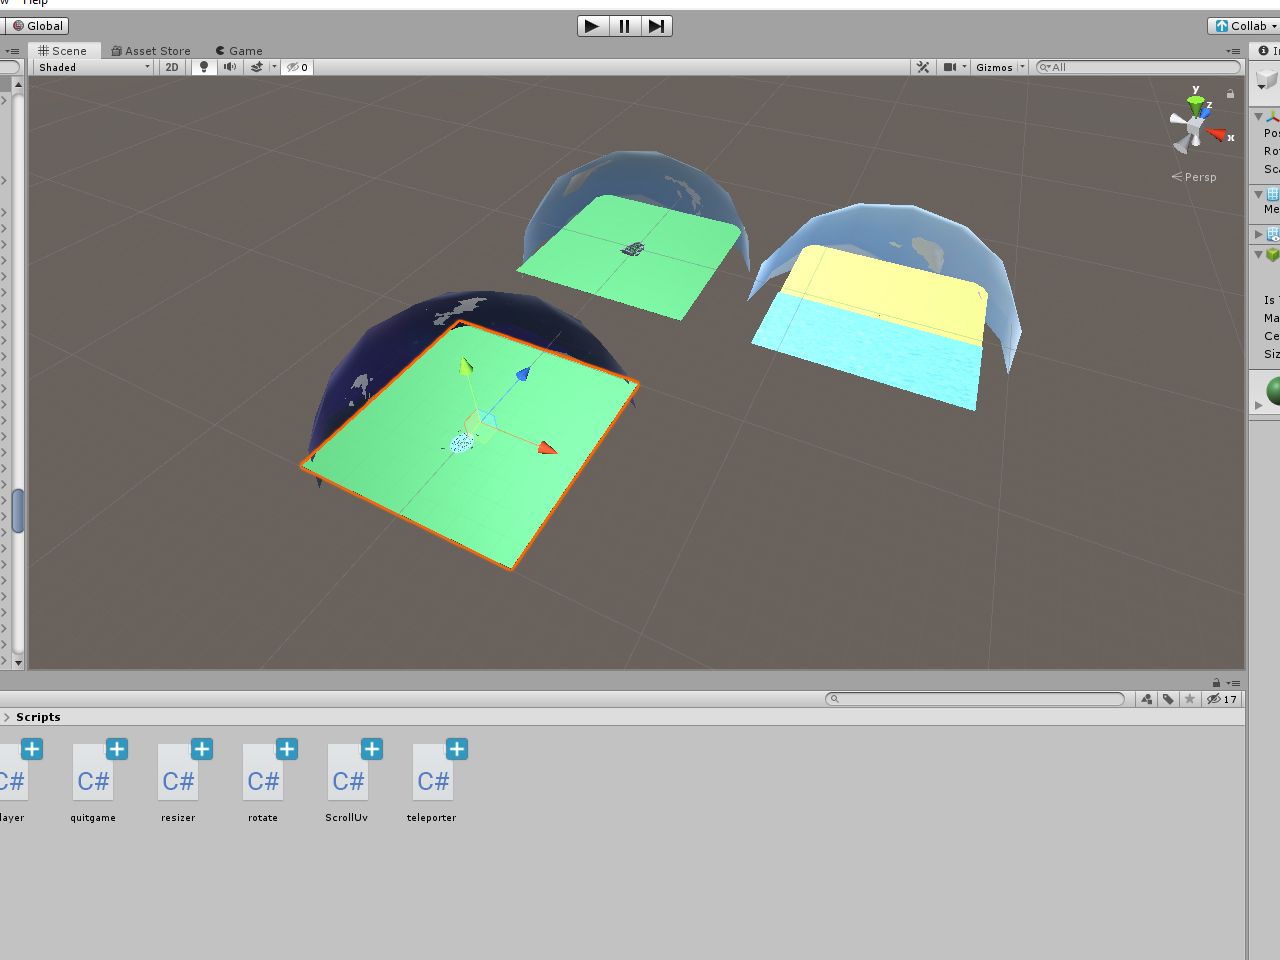 Help
Global
Collab
Scene
Asset Store
Game
Shaded
2D
0
Gizmos
All
y
z
x
Persp
Pos
Rot
Sca
Me
Is
Ma
Ce
Siz
17
Scripts
C#
C#
C#
C#
C#
C#
layer
quitgame
resizer
rotate
ScrollUv
teleporter